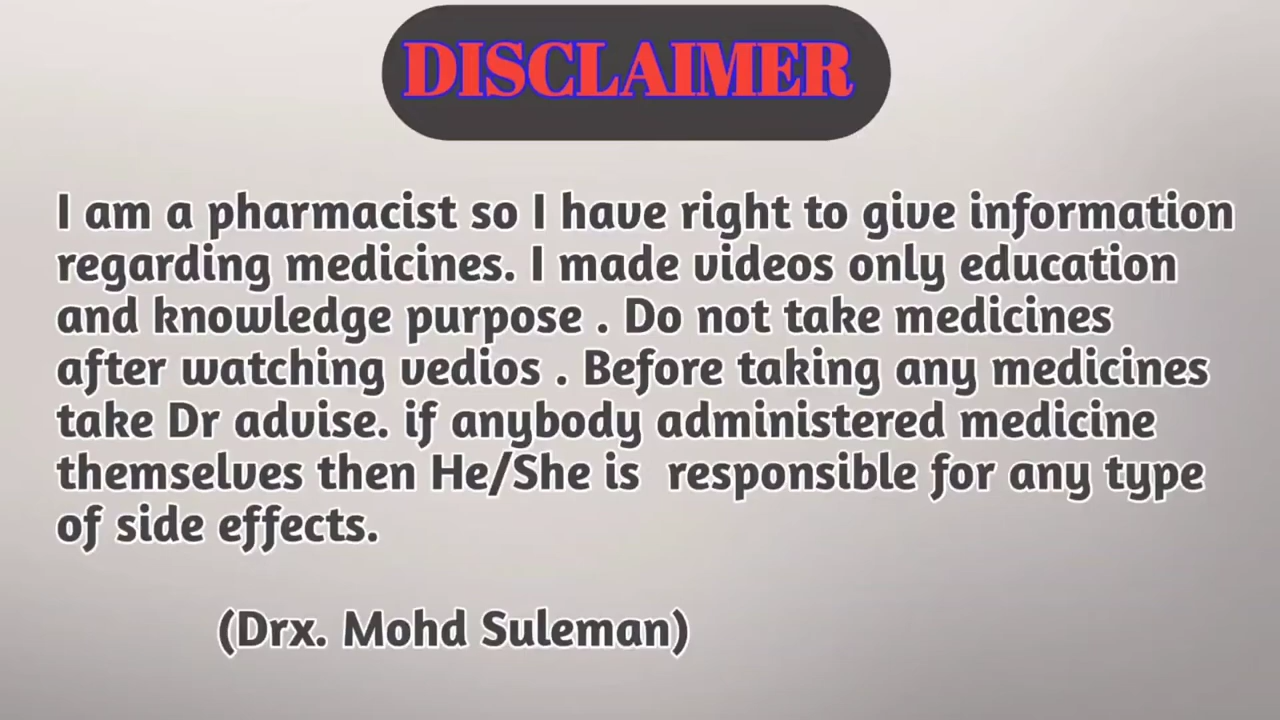 DISCLAIMER
I am a pharmacist so I have right to give information
regarding medicines. I made videos only education
and knowledge purpose . Do not take medicines
after watching vedios . Before taking any medicines
take Dr advise. if anybody administered medicine
themselves then He/She is  responsible for any type
of side effects.
(Drx. Mohd Suleman)